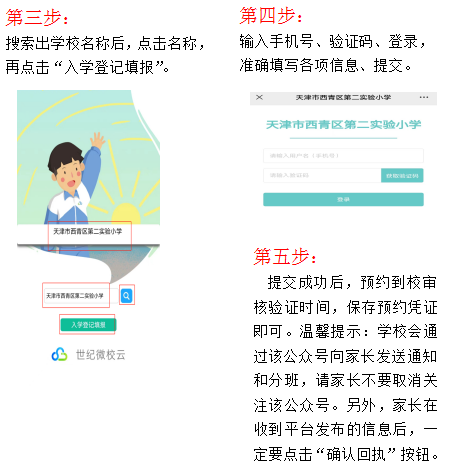 第三步：
搜索出学校名称后，点击名称，
再点击“入学登记填报”。
天津市西青区第二实验小学
天津市西青区第二实验小学
入学登记填报
世纪微校云
第四步：
输入手机号、验证码、登录，
准确填写各项信息、提交。
天津市西青区第二实验小学
天津市西青区第二实验小学
请输入用户名（手机号）
请输入验证码
获取验证码
登录
第五步：
提交成功后，预约到校审
核验证时间，保存预约凭证
即可。温馨提示：学校会通
过该公众号向家长发送通知
和分班，请家长不要取消关
注该公众号。另外，家长在
收到平台发布的信息后，一
定要点击“确认回执”按钮。